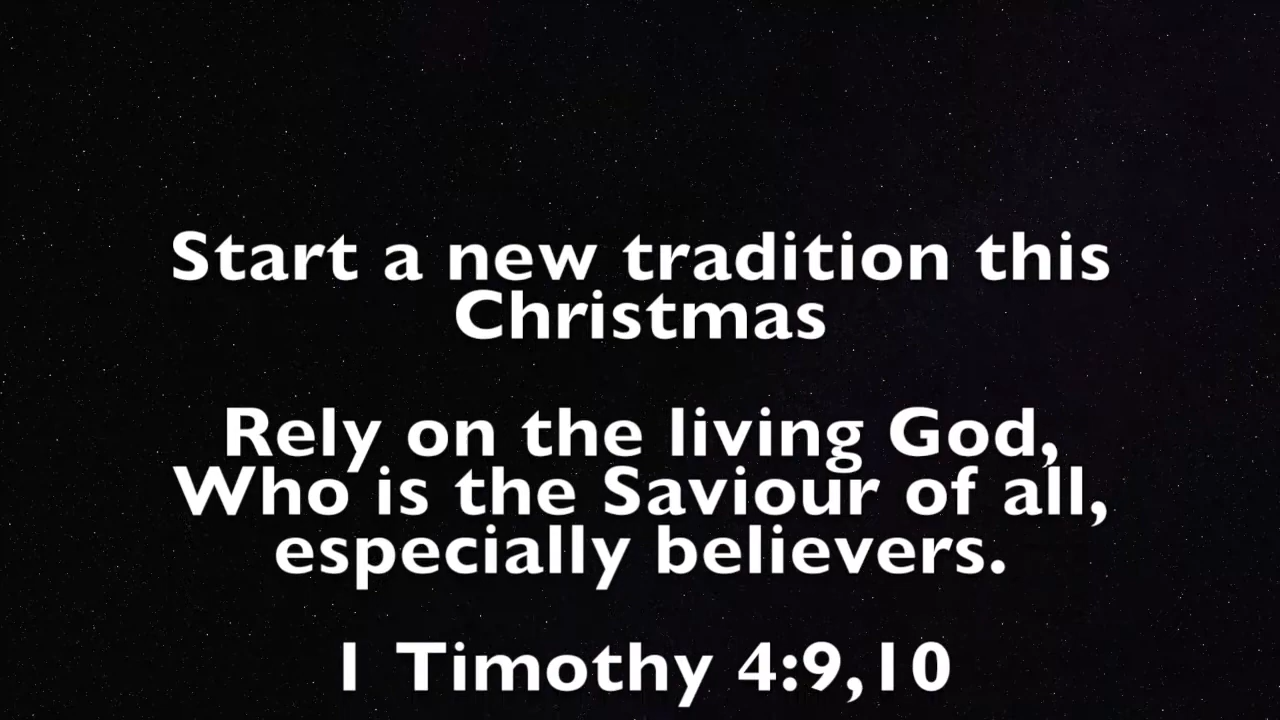 Start a new tradition this
Christmas
Rely on the living God,
Who is the Saviour of all,
especially believers.
1 Timothy 4:9,10